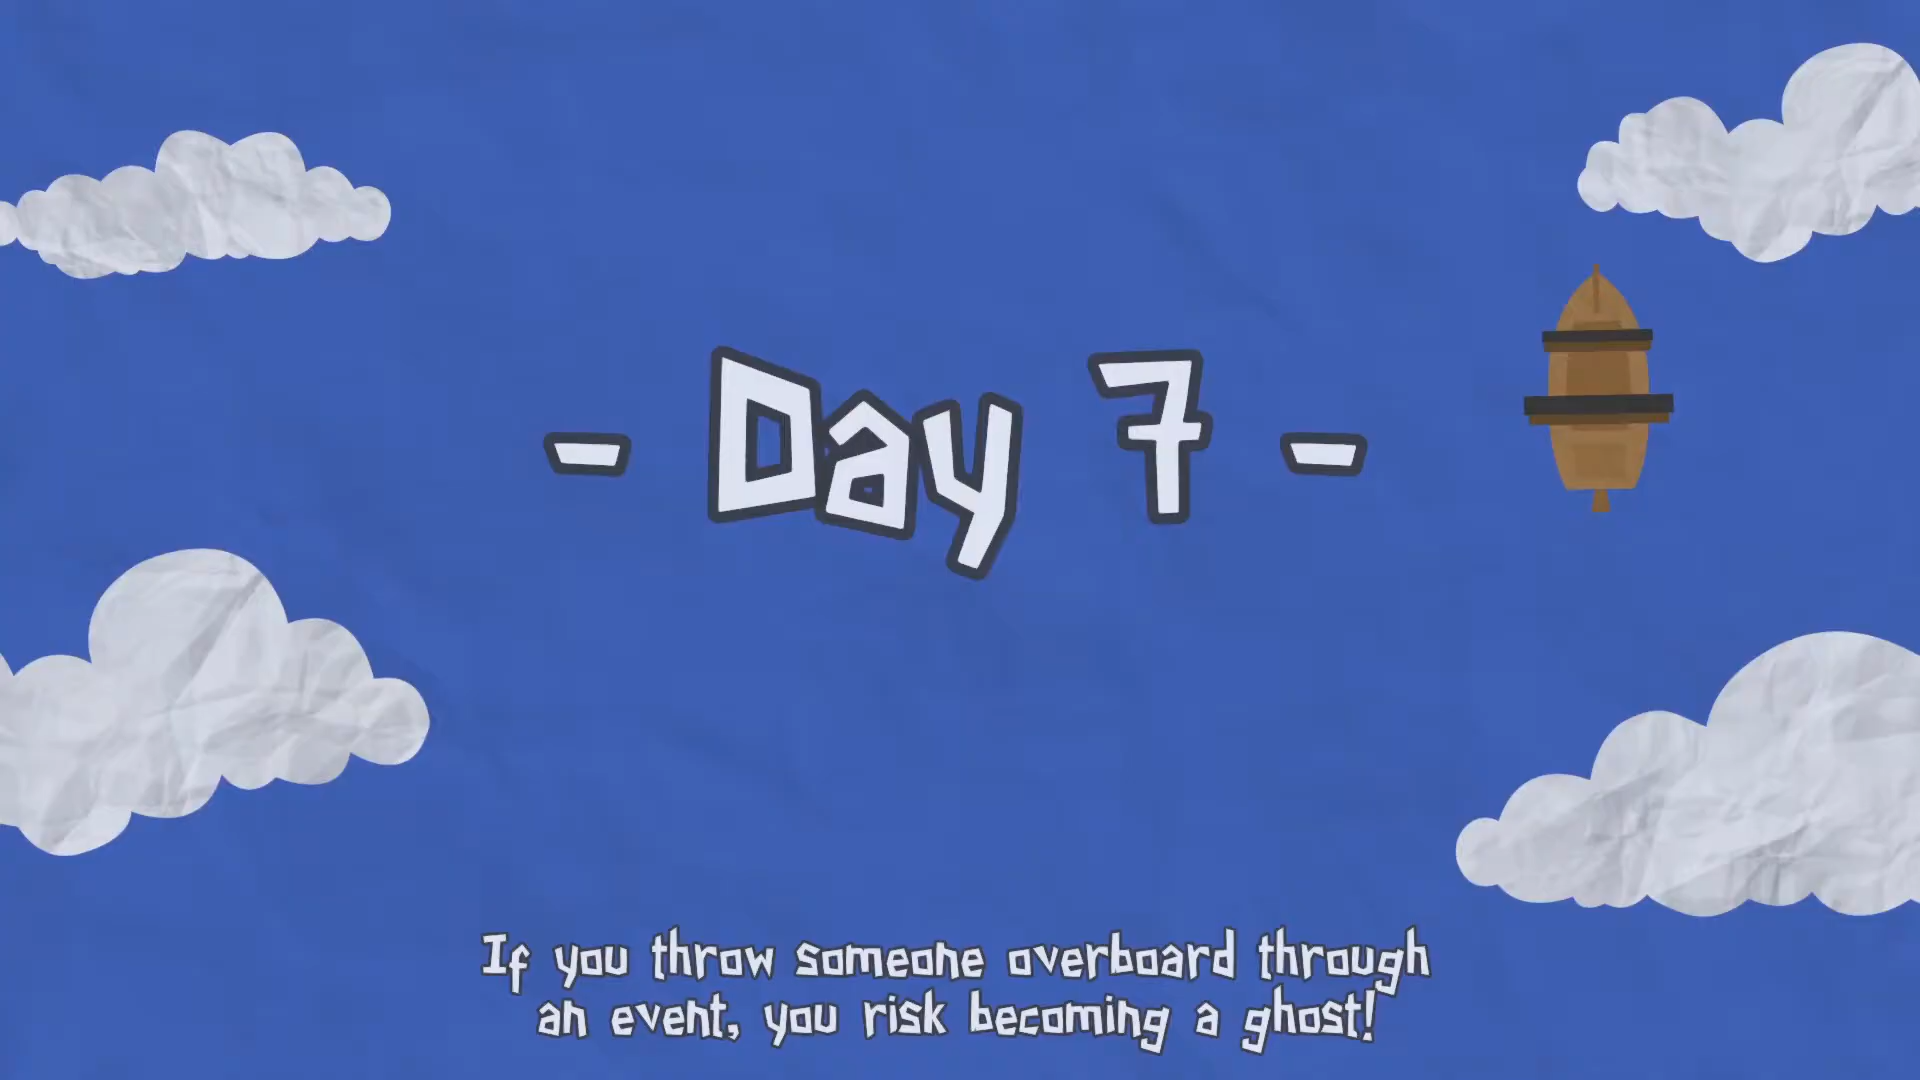 - Day 7 -
If you throw someone overboard through
an event, you risk becoming a ghost!